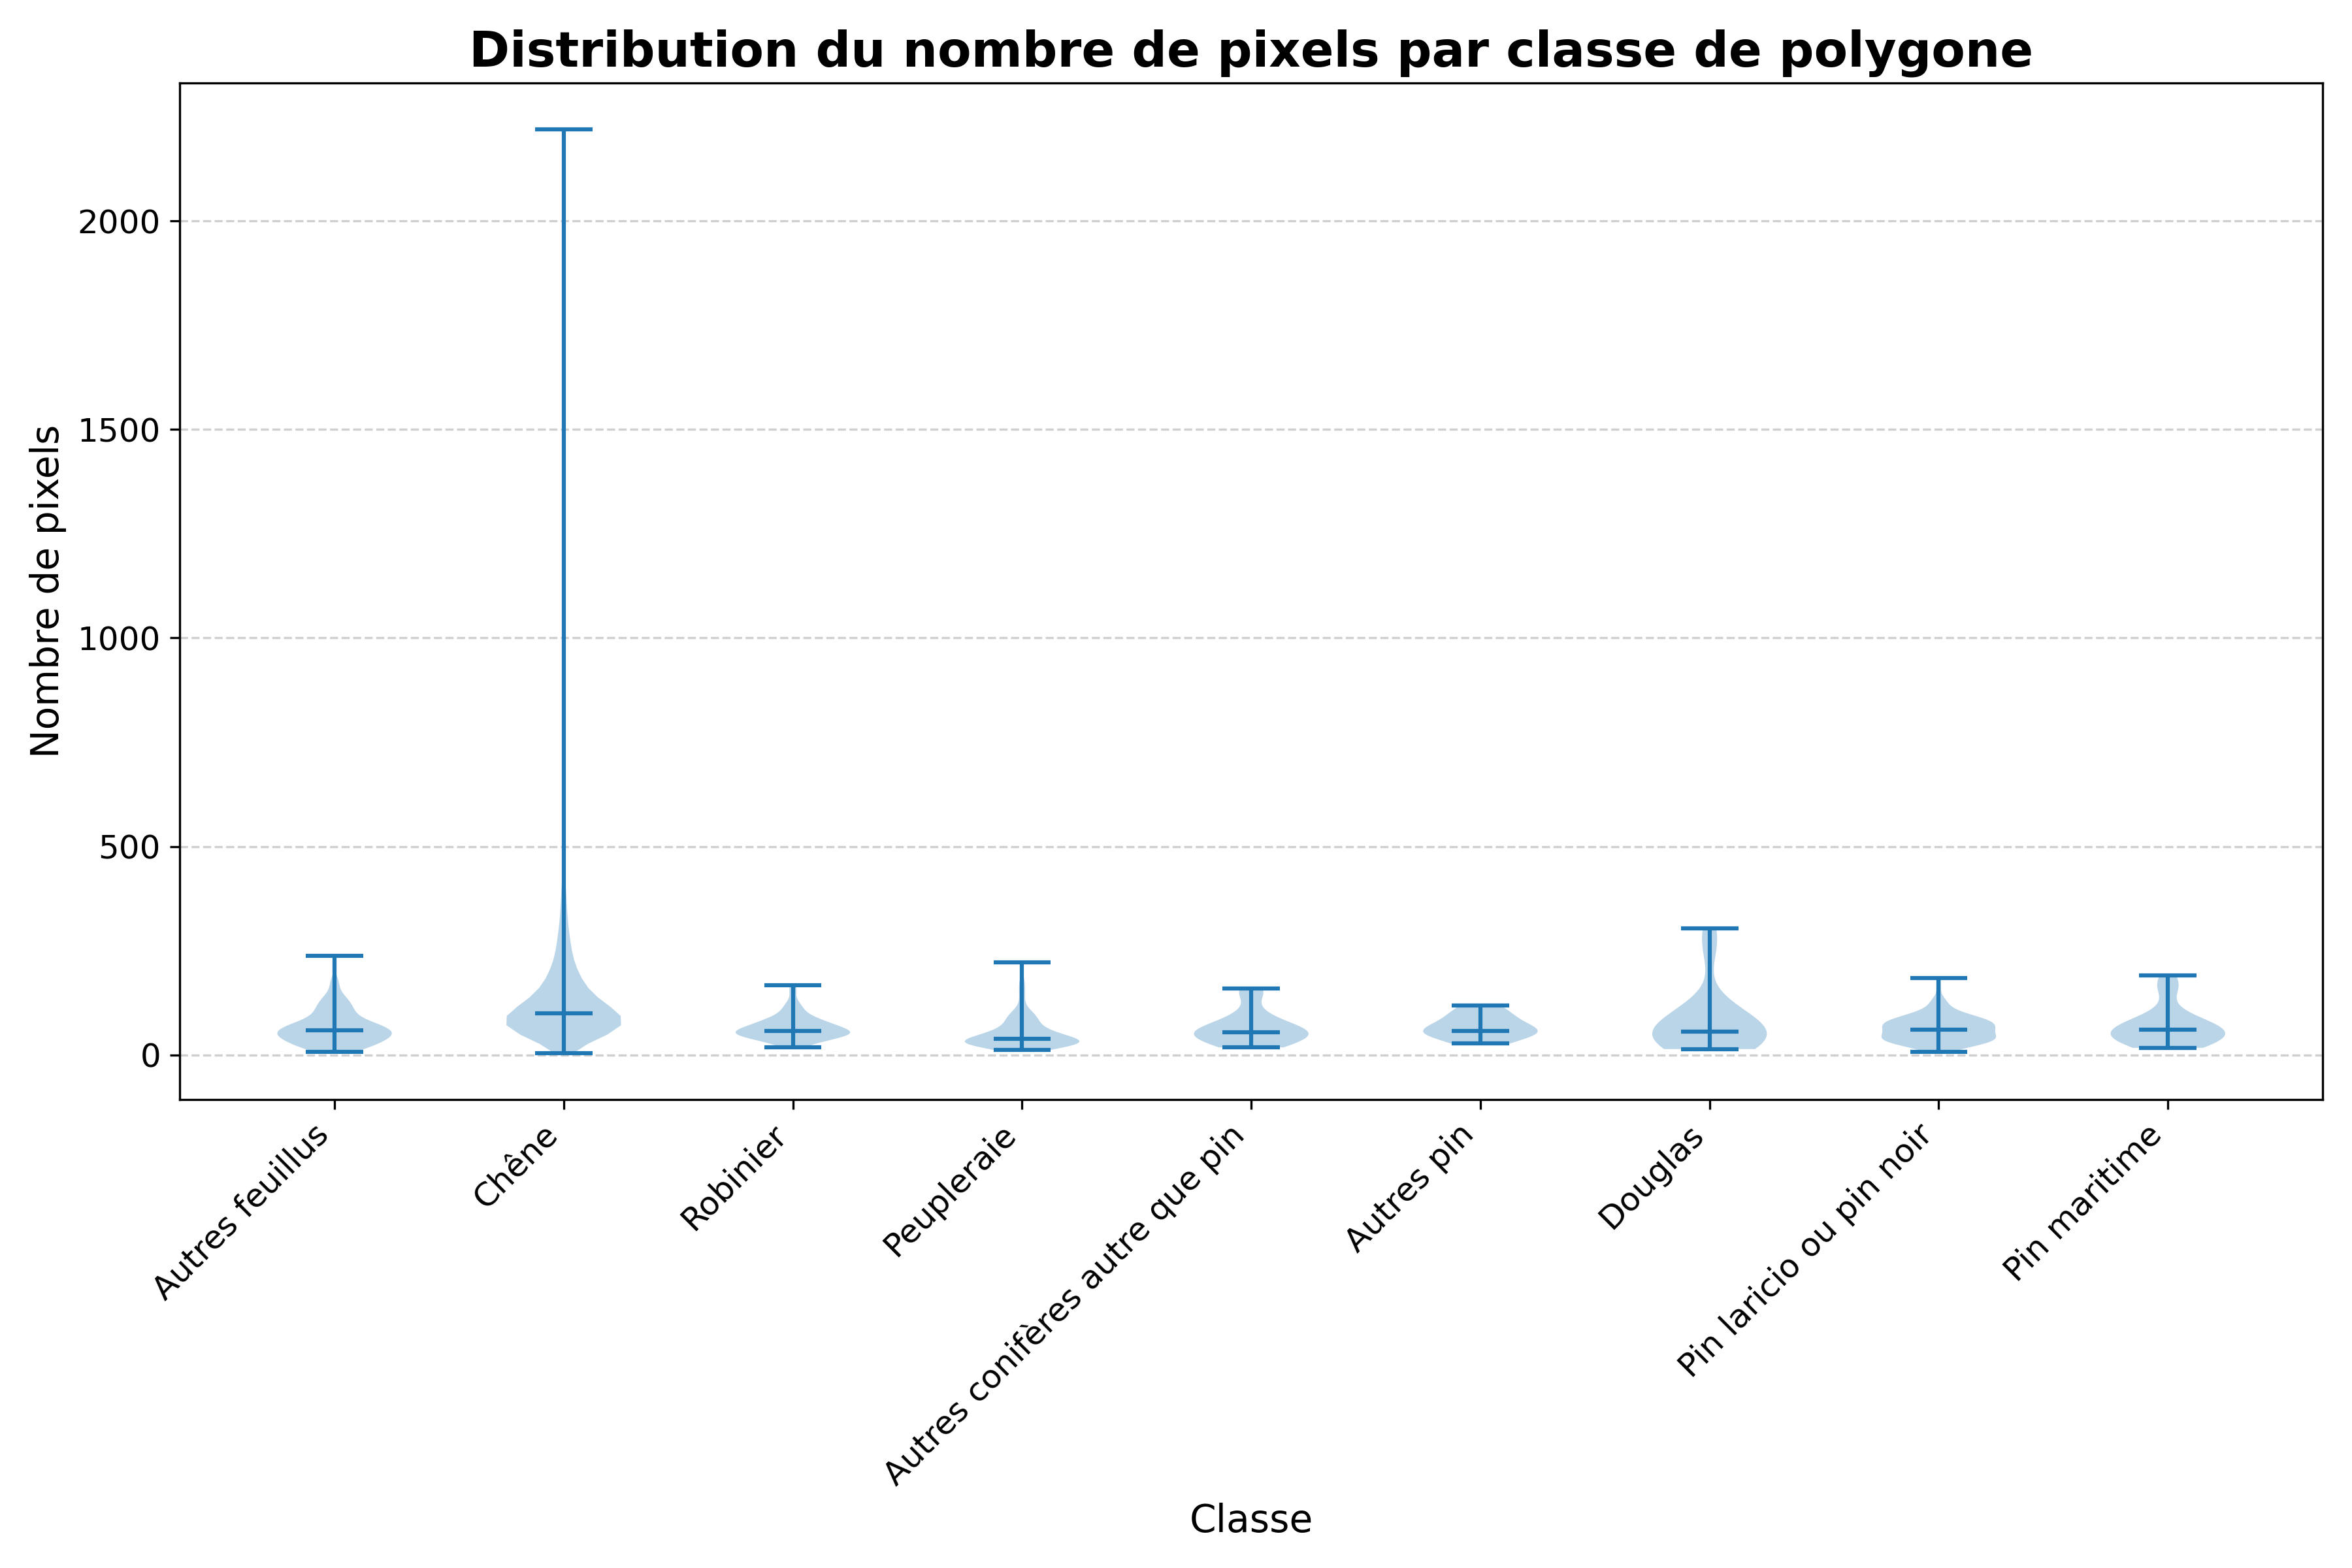 Distribution du nombre de pixels par classe de polygone
Nombre de pixels
2000
1500
1000
500
0
Autres feuillus
Chêne
Robinier
Peupleraie
Autres conifères autre que pin
Autres pin
Douglas
Pin laricio ou pin noir
Pin maritime
Classe